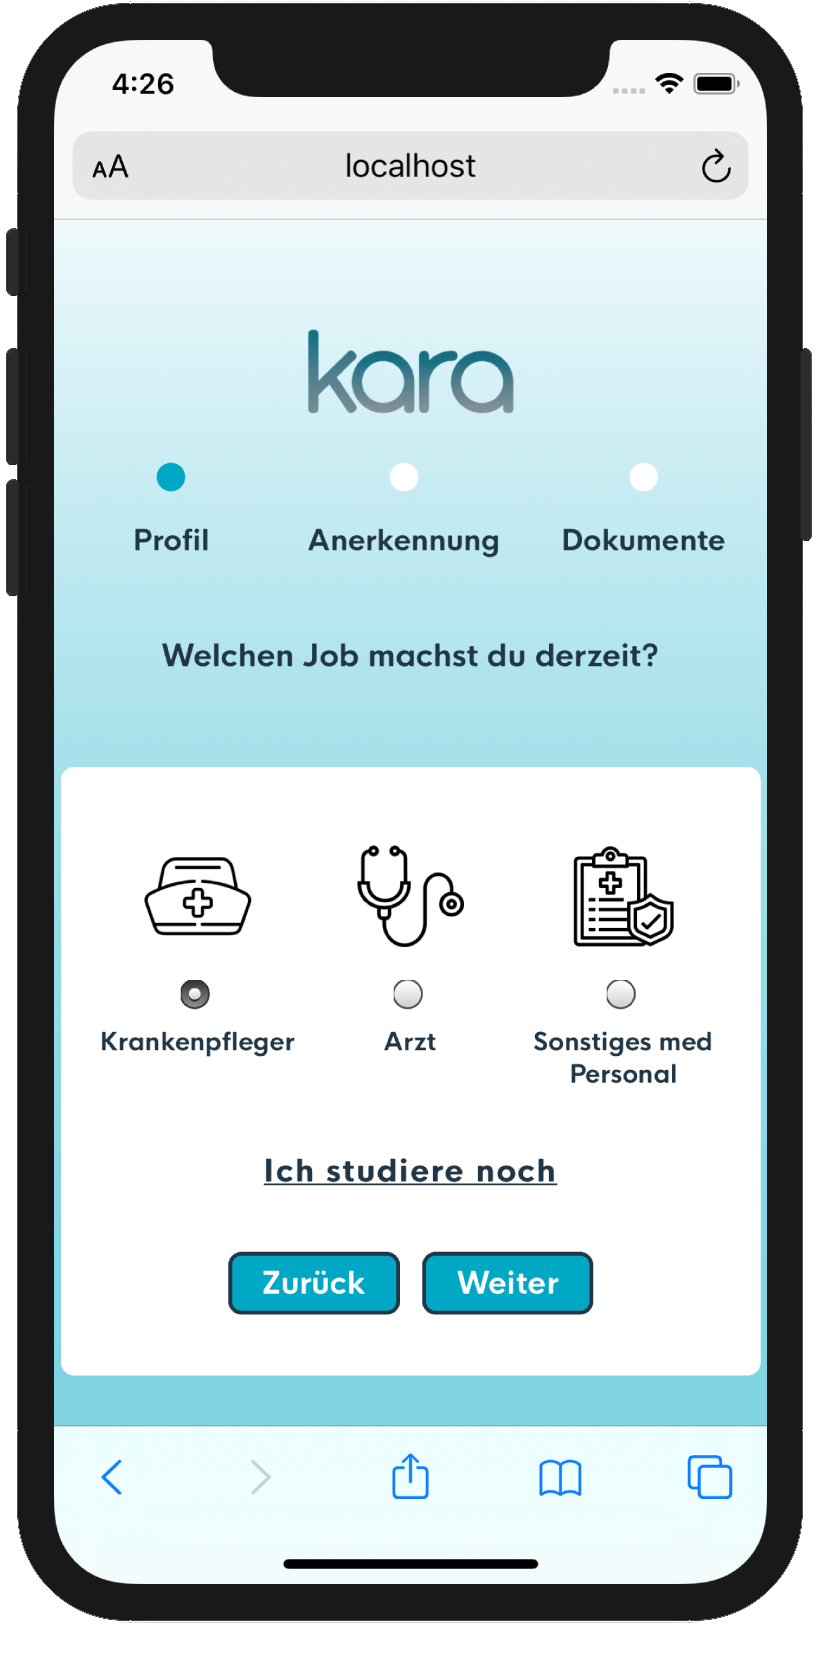 4:26
AA
localhost
kara
Profil
Anerkennung
Dokumente
Welchen Job machst du derzeit?
Krankenpfleger
Arzt
Sonstiges med
Personal
Ich studiere noch
Zurück
Weiter